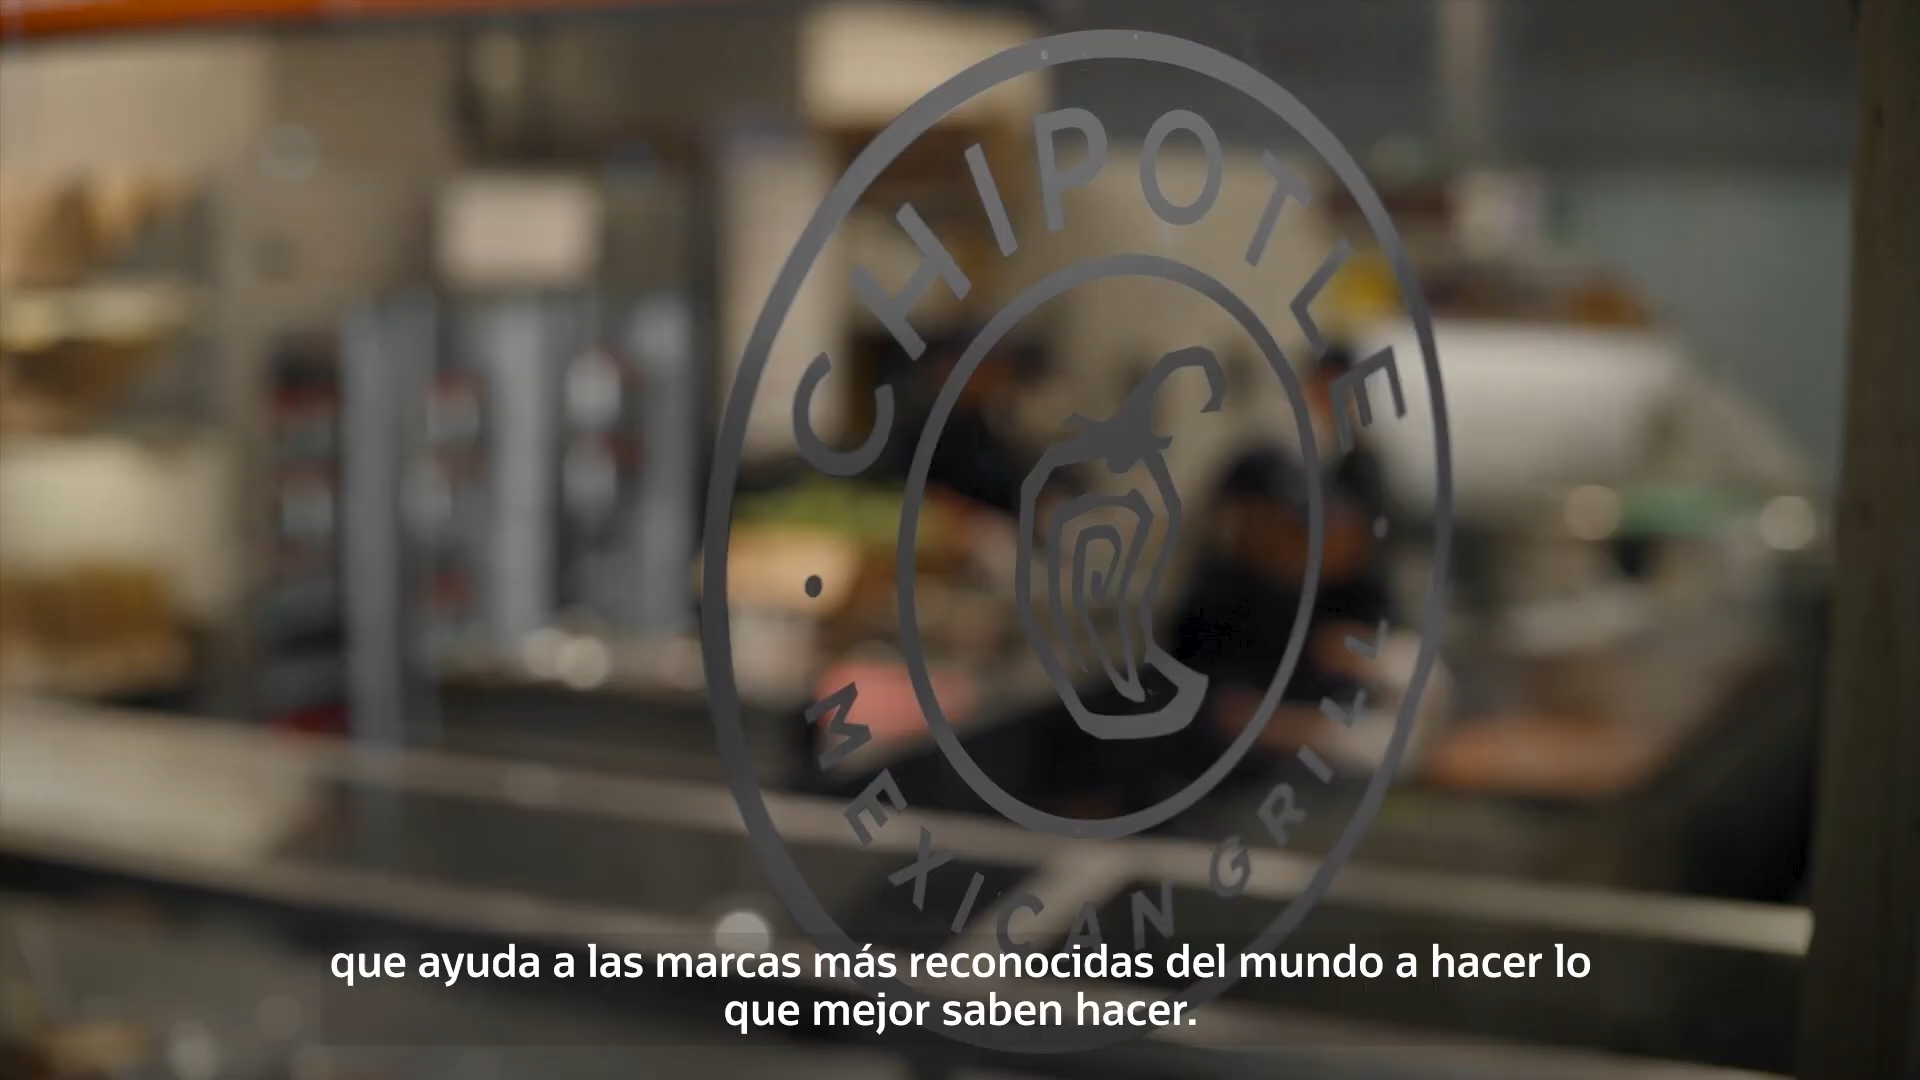 CHIPOTLE
MEXICAN GRILL
que ayuda a las marcas más reconocidas del mundo a hacer lo
que mejor saben hacer.